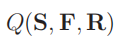 Q(S, F, R)